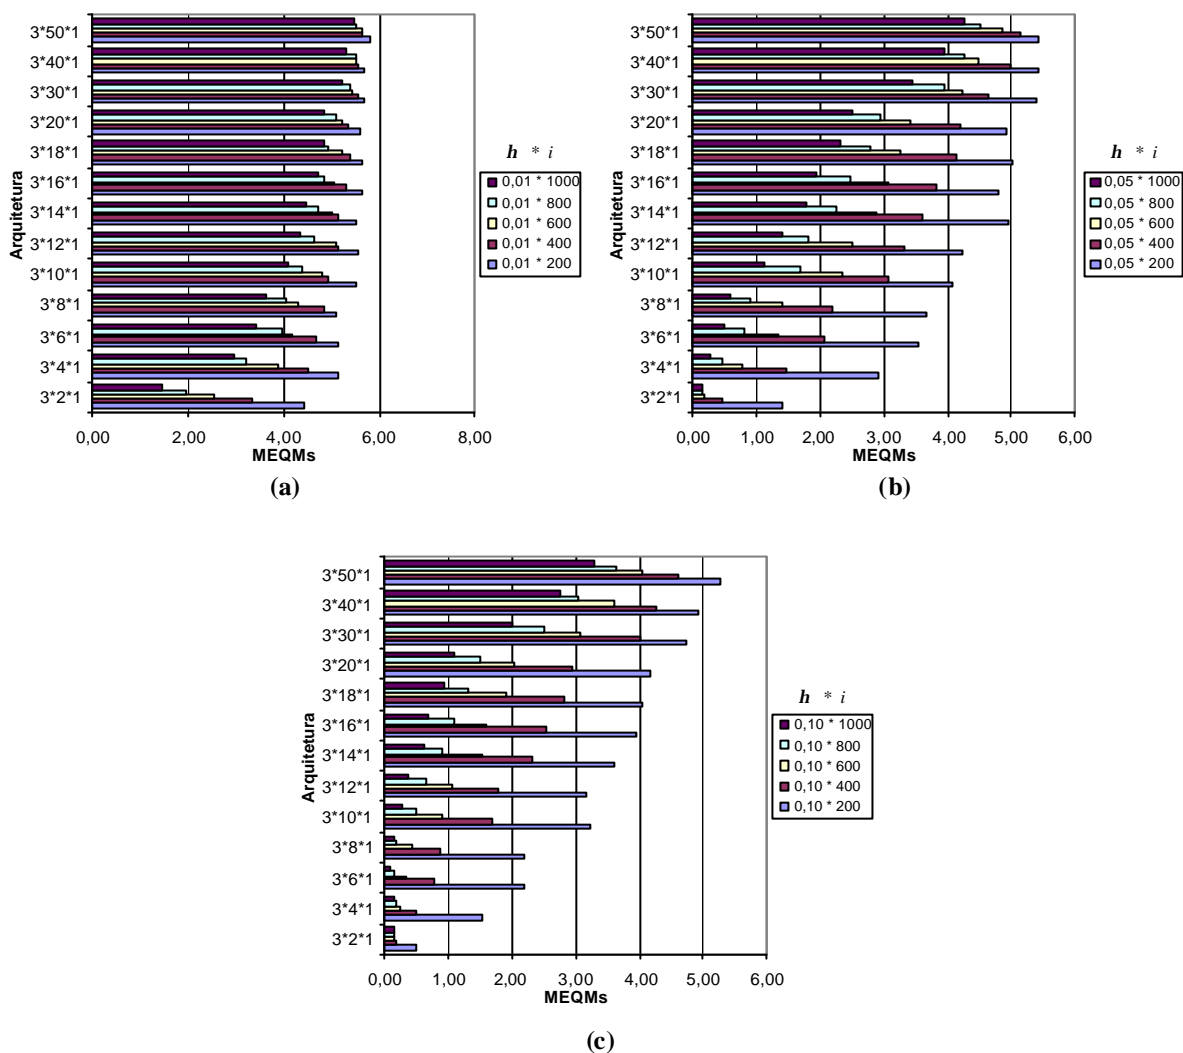 Arquitetura
3*50*1
3*40*1
3*30*1
3*20*1
3*18*1
3*16*1
3*14*1
3*12*1
3*10*1
3*8*1
3*6*1
3*4*1
3*2*1
0,00 2,00 4,00 6,00 8,00
MEQMs
h * i
0,01 * 1000
0,01 * 800
0,01 * 600
0,01 * 400
0,01 * 200
(a)
Arquitetura
3*50*1
3*40*1
3*30*1
3*20*1
3*18*1
3*16*1
3*14*1
3*12*1
3*10*1
3*8*1
3*6*1
3*4*1
3*2*1
0,00 1,00 2,00 3,00 4,00 5,00 6,00
MEQMs
h * i
0,05 * 1000
0,05 * 800
0,05 * 600
0,05 * 400
0,05 * 200
(b)
Arquitetura
3*50*1
3*40*1
3*30*1
3*20*1
3*18*1
3*16*1
3*14*1
3*12*1
3*10*1
3*8*1
3*6*1
3*4*1
3*2*1
0,00 1,00 2,00 3,00 4,00 5,00 6,00
MEQMs
h * i
0,10 * 1000
0,10 * 800
0,10 * 600
0,10 * 400
0,10 * 200
(c)